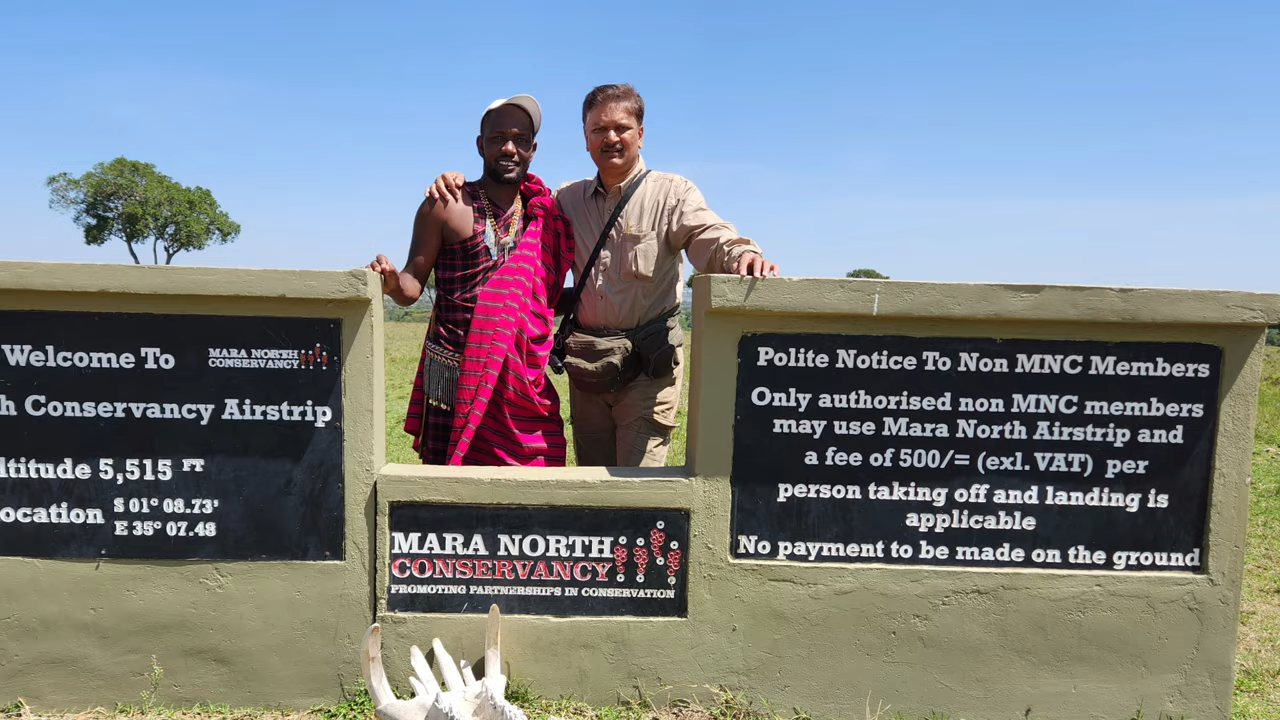 Welcome To
MARA NORTH
CONSERVANCY
h Conservancy Airstrip
ltitude 5,515 FT
ocation S 01° 08.73'
E 35° 07.48
MARA NORTH
CONSERVANCY
PROMOTING PARTNERSHIPS IN CONSERVATION
Polite Notice To Non MNC Members
Only authorised non MNC members
may use Mara North Airstrip and
a fee of 500/= (exl. VAT) per
person taking off and landing is
applicable
No payment to be made on the ground